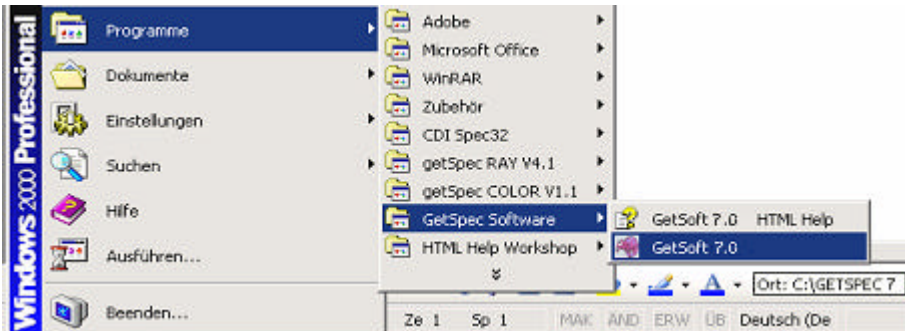 Windows 2000 Professional
Programme
Dokumente
Einstellungen
Suchen
Hilfe
Ausführen...
Beenden...
Adobe
Microsoft Office
WinRAR
Zubehör
CDI Spec32
getSpec RAY V4.1
getSpec COLOR V1.1
GetSpec Software
HTML Help Workshop
GetSoft 7.0 HTML Help
GetSoft 7.0
A
Ort: C:\GETSPEC 7
Ze 1 Sp 1 MAK ÄND ERW ÜB Deutsch (De